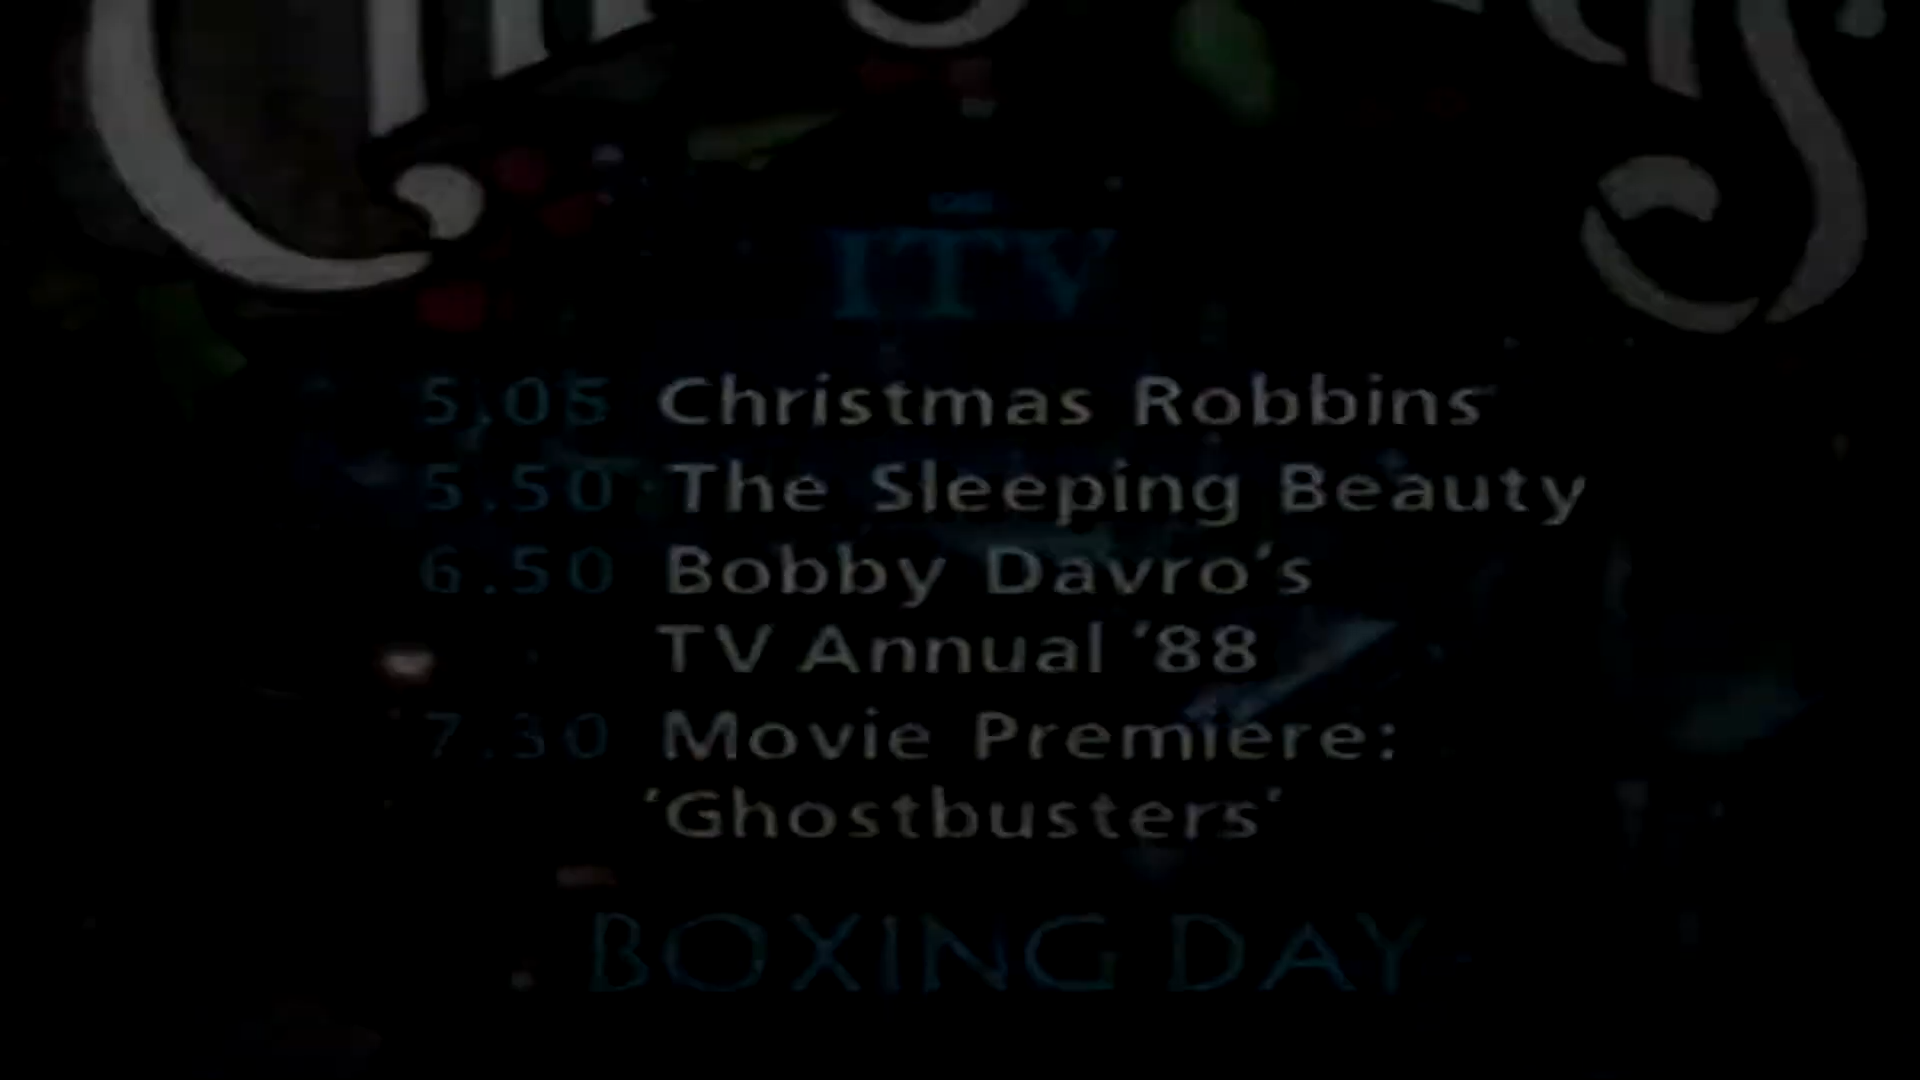 ON
ITV
5.05 Christmas Robbins
5.50 The Sleeping Beauty
6.50 Bobby Davro's
TV Annual '88
7.30 Movie Premiere:
'Ghostbusters'
BOXING DAY